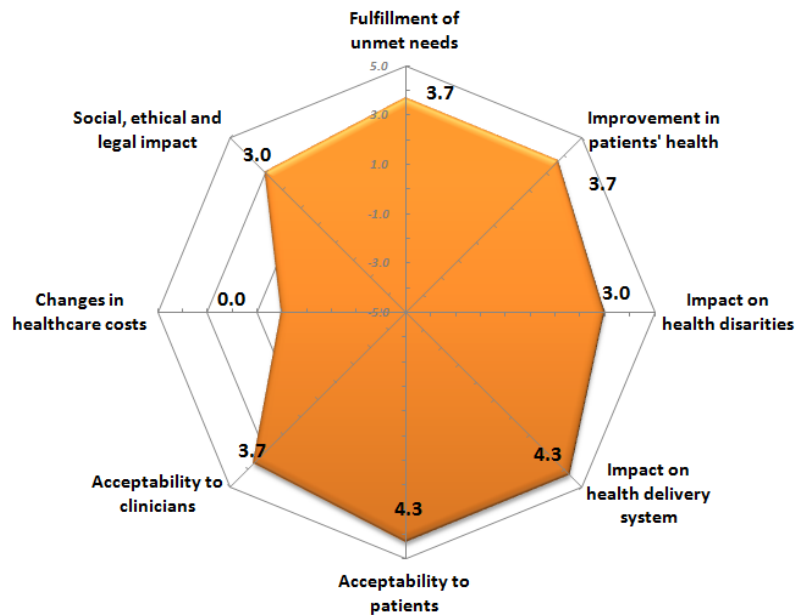 Fulfillment of
unmet needs
5.0
3.7
3.0
1.0
-1.0
-3.0
-5.0
Improvement in
patients' health
3.7
3.0
Impact on
health disarities
4.3
Impact on
health delivery
system
4.3
Acceptability to
patients
3.7
Acceptability to
clinicians
0.0
Changes in
healthcare costs
3.0
Social, ethical and
legal impact